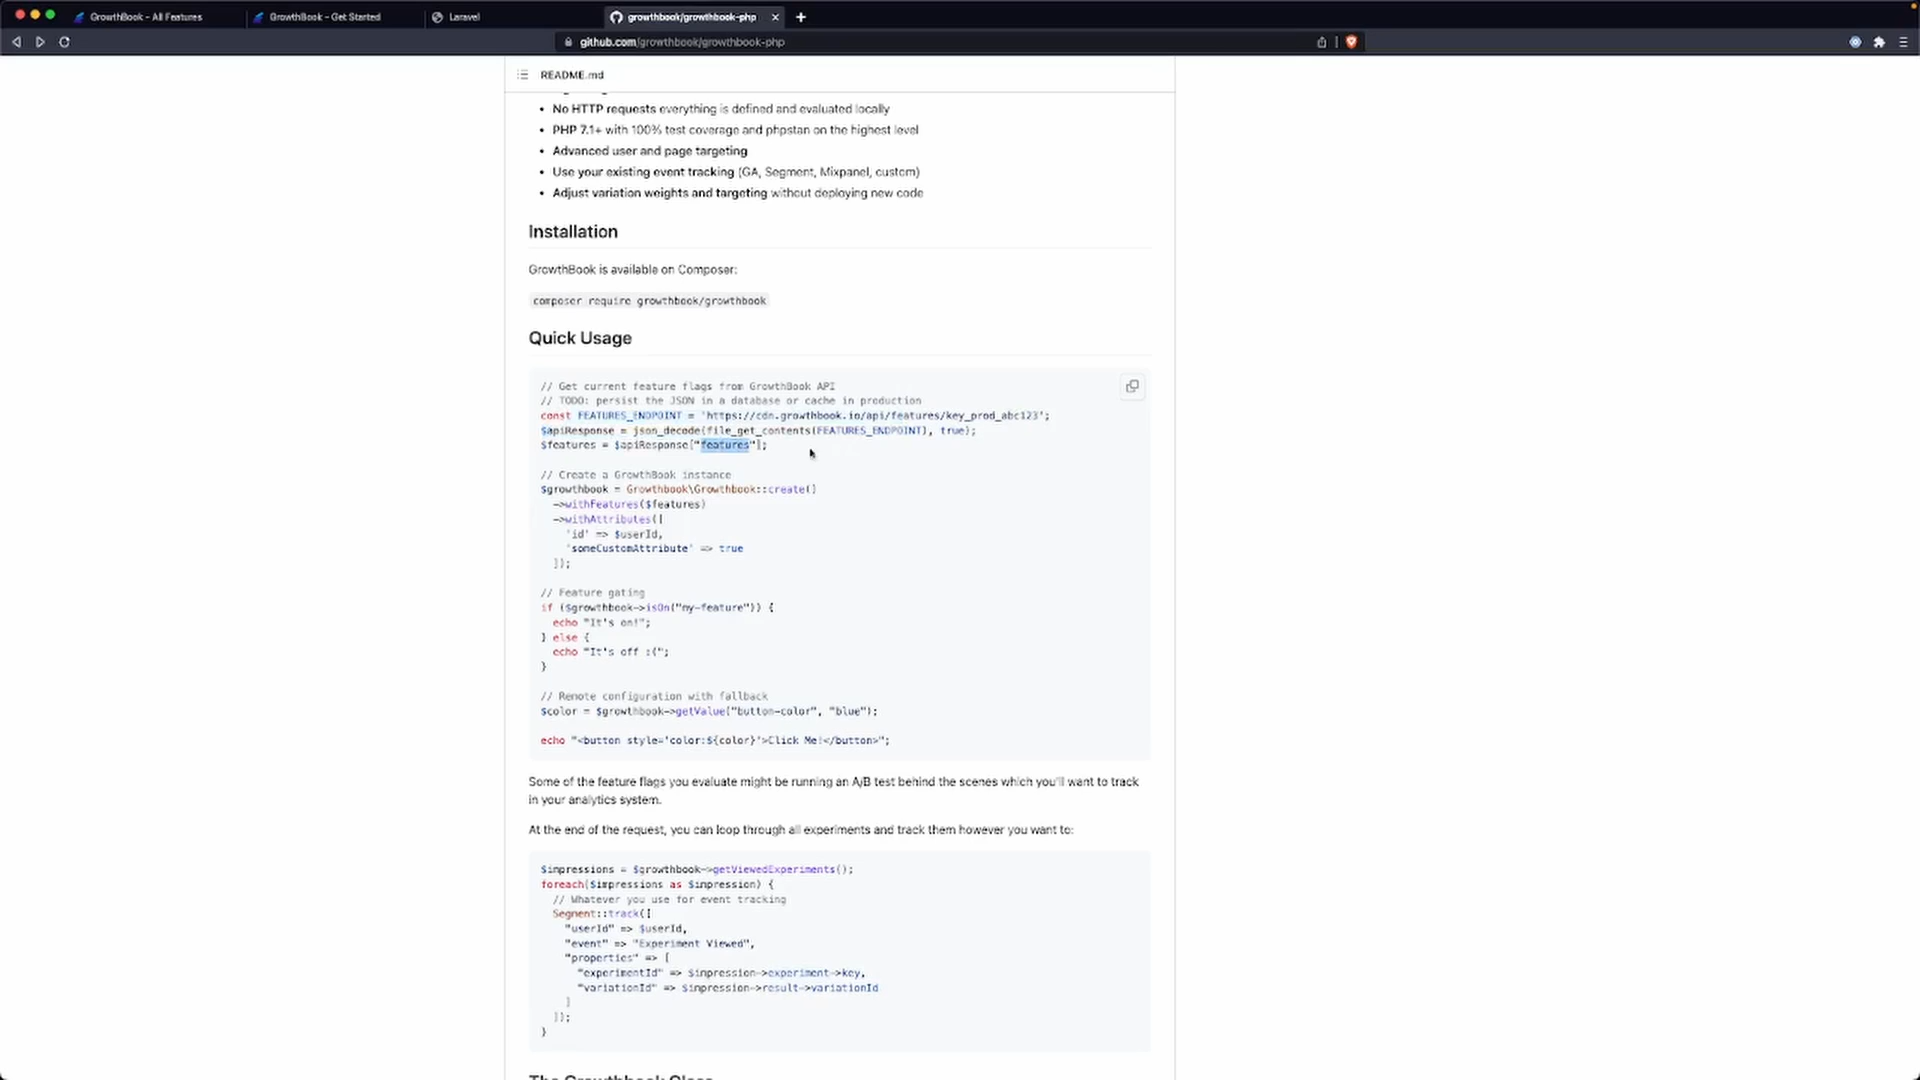 GrowthBook - All Features
GrowthBook - Get Started
Laravel
growthbook/growthbook-php
github.com/growthbook/growthbook-php
README.md
• No HTTP requests everything is defined and evaluated locally
• PHP 7.1+ with 100% test coverage and phpstan on the highest level
• Advanced user and page targeting
• Use your existing event tracking (GA, Segment, Mixpanel, custom)
• Adjust variation weights and targeting without deploying new code
Installation
GrowthBook is available on Composer:
composer require growthbook/growthbook
Quick Usage
// Get current feature flags from GrowthBook API
// TODO: persist the JSON in a database or cache in production
const FEATURES_ENDPOINT = 'https://cdn.growthbook.io/api/features/key_prod_abc123';
$apiResponse = json_decode(file_get_contents(FEATURES_ENDPOINT), true);
$features = $apiResponse["features"];
// Create a GrowthBook instance
$growthbook = Growthbook\Growthbook::create()
->withFeatures($features)
->withAttributes([
'id' => $userId,
'someCustomAttribute' => true
]);
// Feature gating
if ($growthbook->isOn("my-feature")) {
echo "It's on!";
} else {
echo "It's off :(";
}
// Remote configuration with fallback
$color = $growthbook->getValue("button-color", "blue");
echo "<button style='color:${color}'>Click Me!</button>";
Some of the feature flags you evaluate might be running an A/B test behind the scenes which you'll want to track
in your analytics system.
At the end of the request, you can loop through all experiments and track them however you want to:
$impressions = $growthbook->getViewedExperiments();
foreach($impressions as $impression) {
// Whatever you use for event tracking
Segment::track([
"userId" => $userId,
"event" => "Experiment Viewed",
"properties" => [
"experimentId" => $impression->experiment->key,
"variationId" => $impression->result->variationId
]
]);
}
The Growthbook Class